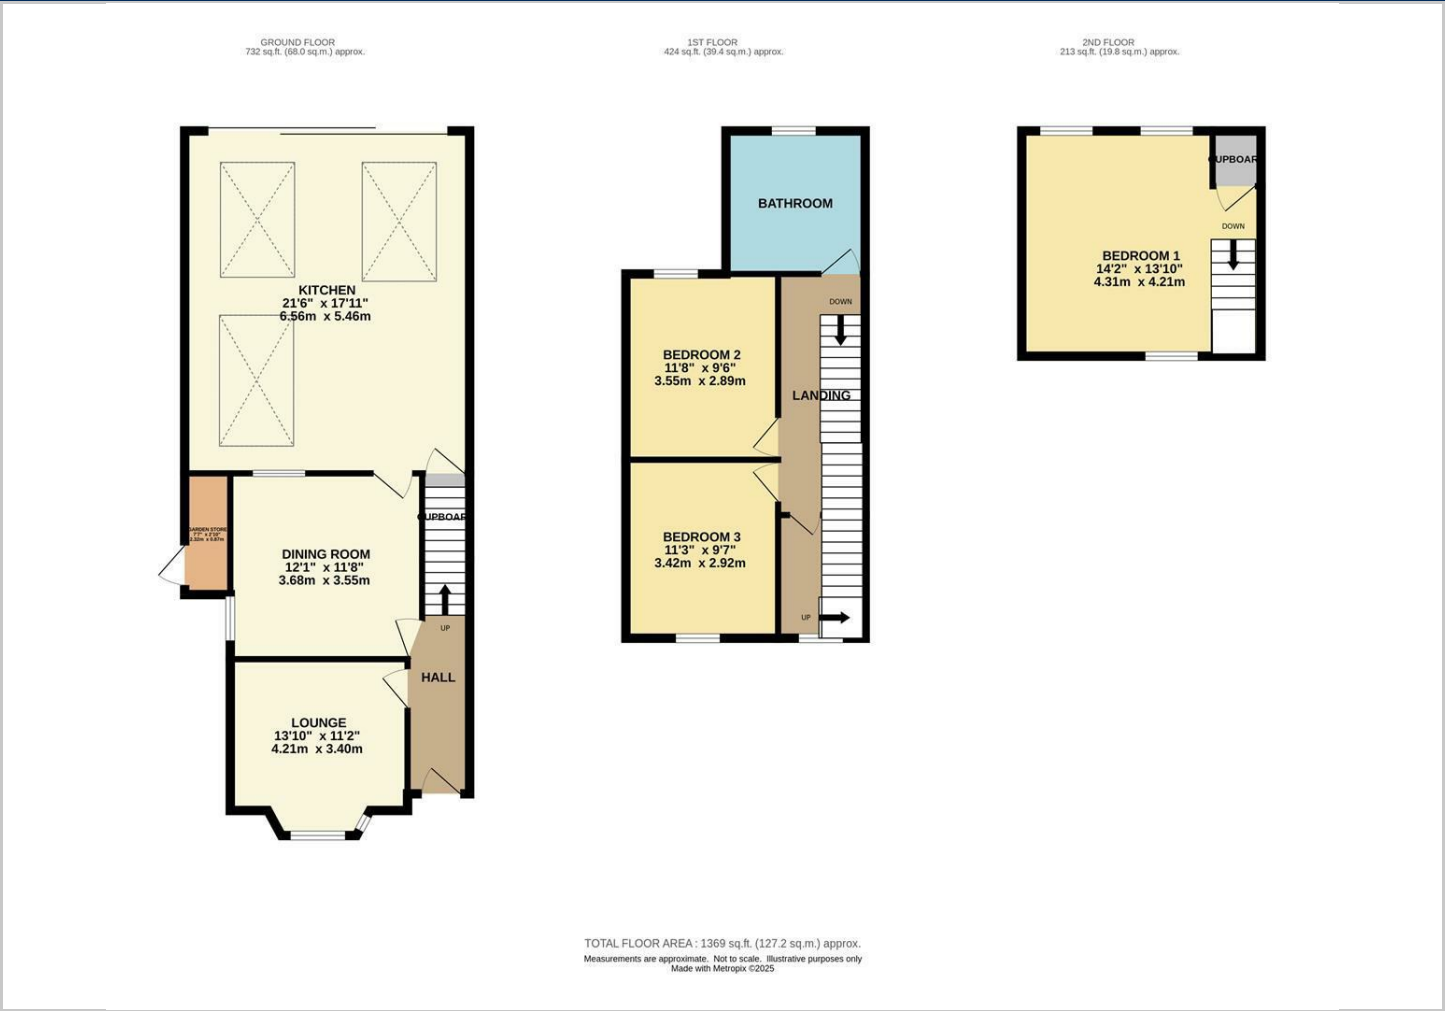 GROUND FLOOR
732 sq.ft. (68.0 sq.m.) approx.
1ST FLOOR
424 sq.ft. (39.4 sq.m.) approx.
2ND FLOOR
213 sq.ft. (19.8 sq.m.) approx.
KITCHEN
21'6" x 17'11"
6.56m x 5.46m
CUPBOARD
GARDEN STORE
DINING ROOM
12'1" x 11'8"
3.68m x 3.55m
UP
HALL
LOUNGE
13'10" x 11'2"
4.21m x 3.40m
BATHROOM
DOWN
BEDROOM 2
11'8" x 9'6"
3.55m x 2.89m
LANDING
BEDROOM 3
11'3" x 9'7"
3.42m x 2.92m
UP
CUPBOARD
DOWN
BEDROOM 1
14'2" x 13'10"
4.31m x 4.21m
TOTAL FLOOR AREA : 1369 sq.ft. (127.2 sq.m.) approx.
Measurements are approximate. Not to scale. Illustrative purposes only
Made with Metropix ©2025